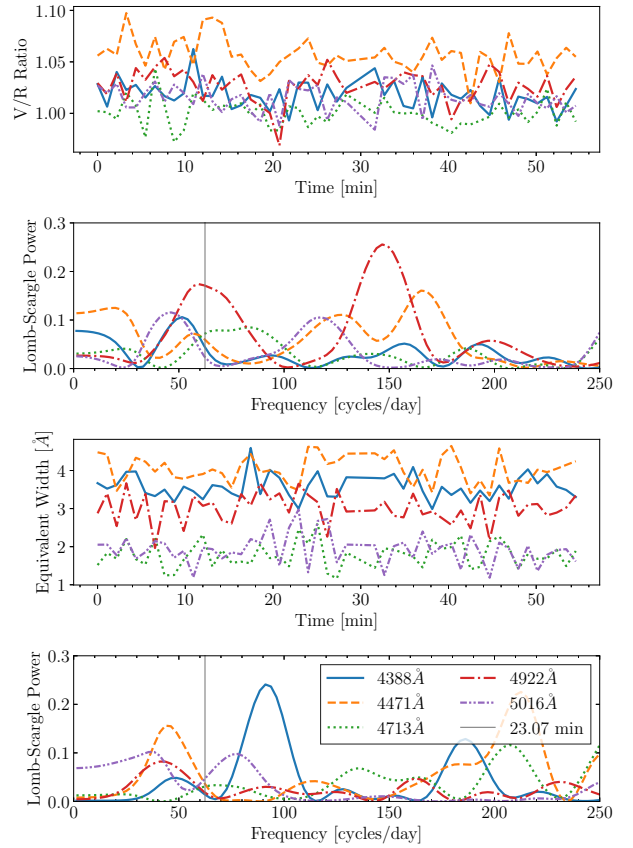 1.10
1.05
1.00
V/R Ratio
0 10 20 30 40 50
Time [min]
0.3
0.2
0.1
0.0
Lomb-Scargle Power
0 50 100 150 200 250
Frequency [cycles/day]
4
3
2
1
Equivalent Width [Å]
0 10 20 30 40 50
Time [min]
0.3
0.2
0.1
0.0
Lomb-Scargle Power
4388Å 4922Å
4471Å 5016Å
4713Å 23.07 min
0 50 100 150 200 250
Frequency [cycles/day]